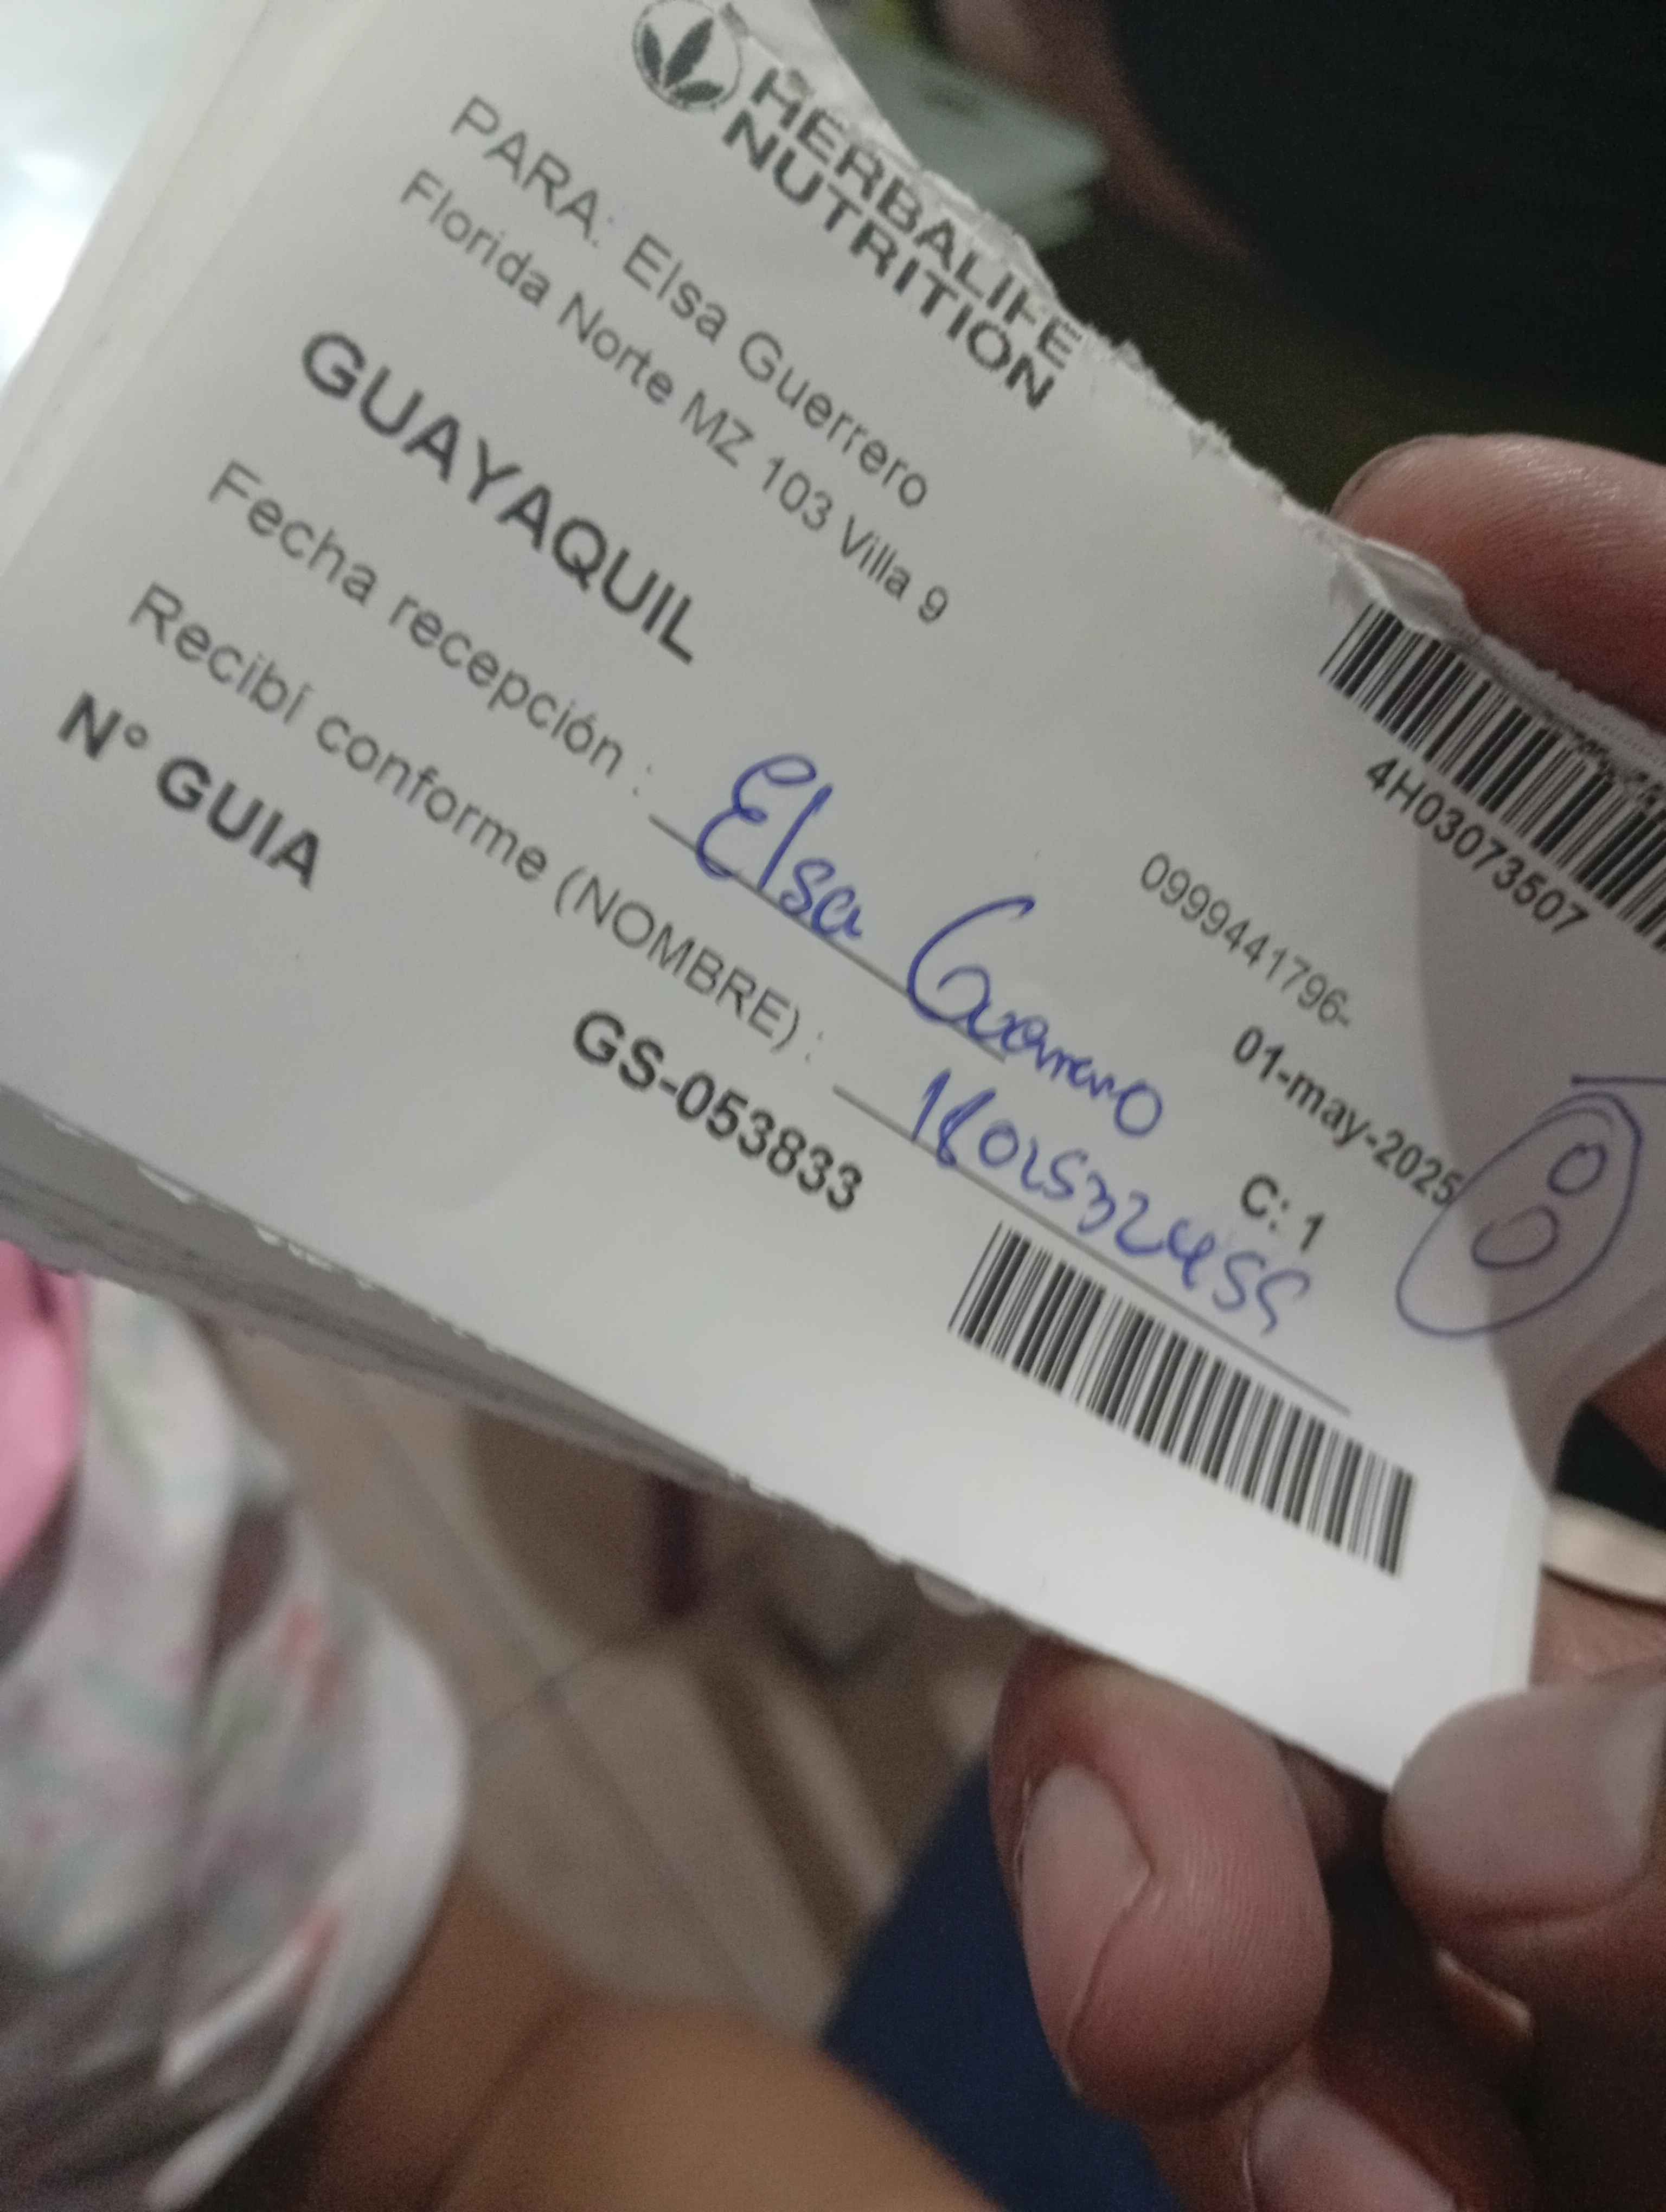 HERBALIFE
NUTRITION
4H03073507
PARA: Elsa Guerrero
Florida Norte MZ 103 Villa 9
0999441796-
GUAYAQUIL
01-may-2025
Fecha recepción : Elsa Guerrero
C: 1
Recibí conforme (NOMBRE) :
Nº GUIA
GS-053833